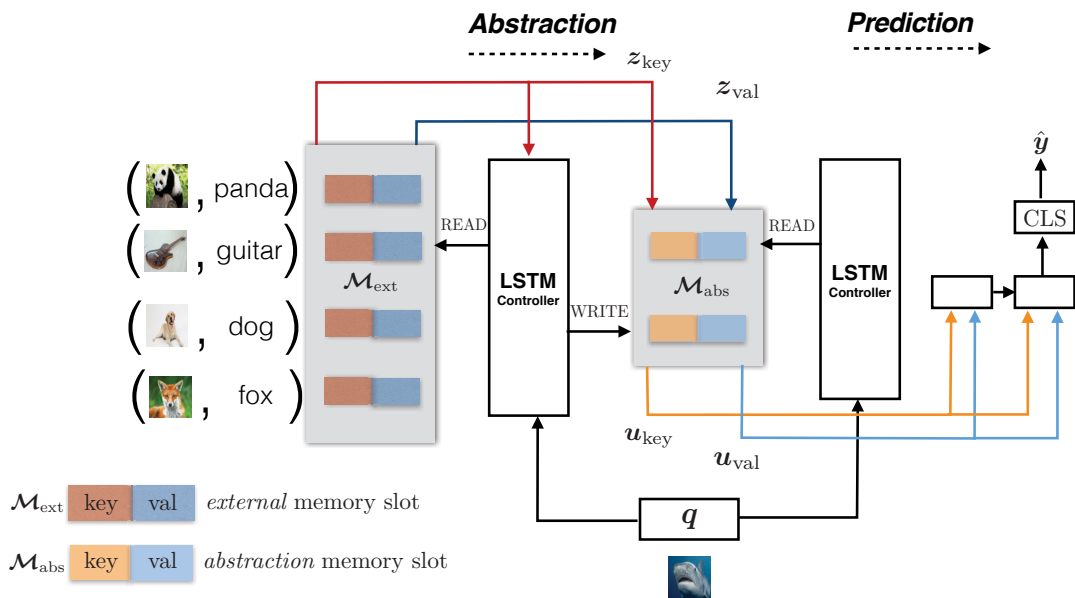 Abstraction
Prediction
z_key
z_val
ŷ
(, panda)
(, guitar)
(, dog)
(, fox)
READ
READ
CLS
M_ext
LSTM
Controller
M_abs
LSTM
Controller
WRITE
u_key
u_val
q
M_ext key val external memory slot
M_abs key val abstraction memory slot